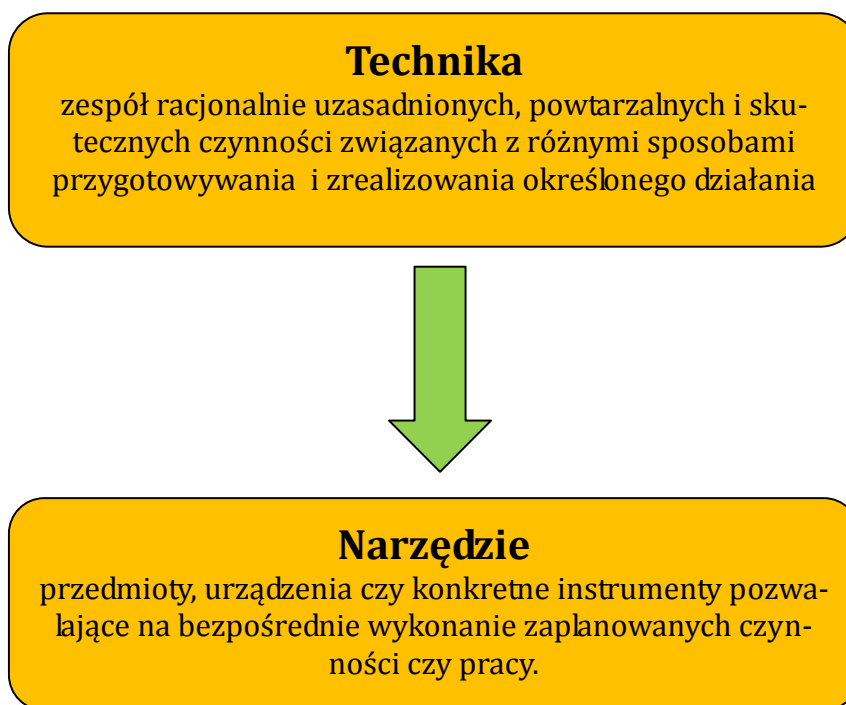 Technika
zespół racjonalnie uzasadnionych, powtarzalnych i sku-
tecznych czynności związanych z różnymi sposobami
przygotowywania i zrealizowania określonego działania
Narzędzie
przedmioty, urządzenia czy konkretne instrumenty pozwa-
lające na bezpośrednie wykonanie zaplanowanych czyn-
ności czy pracy.